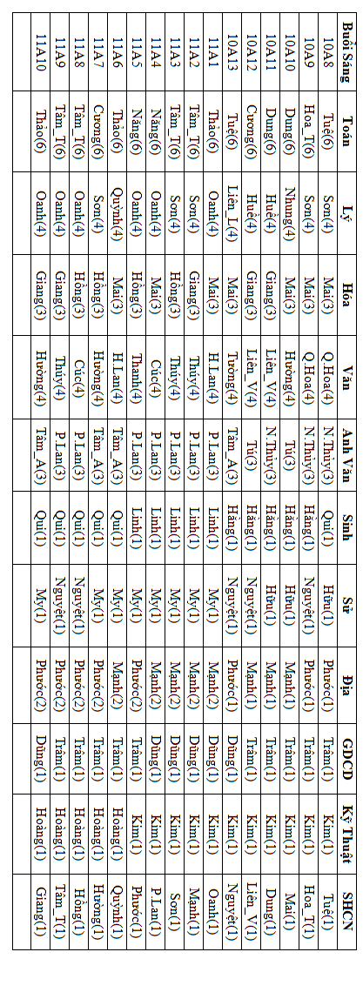 Buổi Sáng Toán Lý Hóa Văn Anh Văn Sinh Sử Địa GDCD Kỹ Thuật SHCN
10A8 Tuệ(6) Sơn(4) Mai(3) Q.Hoa(4) N.Thủy(3) Qui(1) Hữu(1) Phước(1) Trâm(1) Kim(1) Tuệ(1)
10A9 Hoa_T(6) Sơn(4) Mai(3) Q.Hoa(4) N.Thủy(3) Hằng(1) Nguyệt(1) Phước(1) Trâm(1) Kim(1) Hoa_T(1)
10A10 Dung(6) Nhung(4) Mai(3) Hường(4) Tú(3) Hằng(1) Hữu(1) Mạnh(1) Trâm(1) Kim(1) Mai(1)
10A11 Dung(6) Huê(4) Giang(3) Liên_V(4) N.Thủy(3) Hằng(1) Hữu(1) Mạnh(1) Trâm(1) Kim(1) Dung(1)
10A12 Cương(6) Huê(4) Giang(3) Liên_V(4) Tú(3) Hằng(1) Nguyệt(1) Mạnh(1) Trâm(1) Kim(1) Liên_V(1)
10A13 Tuệ(6) Liên_L(4) Mai(3) Tường(4) Tâm_A(3) Hằng(1) Nguyệt(1) Phước(1) Dũng(1) Kim(1) Nguyệt(1)
11A1 Thảo(6) Oanh(4) Mai(3) H.Lan(4) P.Lan(3) Linh(1) My(1) Mạnh(2) Dũng(1) Kim(1) Oanh(1)
11A2 Tâm_T(6) Sơn(4) Giang(3) Thúy(4) P.Lan(3) Linh(1) My(1) Mạnh(2) Dũng(1) Kim(1) Mạnh(1)
11A3 Tâm_T(6) Sơn(4) Hồng(3) Thúy(4) P.Lan(3) Linh(1) My(1) Mạnh(2) Dũng(1) Kim(1) Sơn(1)
11A4 Năng(6) Oanh(4) Mai(3) Cúc(4) P.Lan(3) Linh(1) My(1) Mạnh(2) Dũng(1) Kim(1) P.Lan(1)
11A5 Năng(6) Oanh(4) Hồng(3) Thanh(4) P.Lan(3) Linh(1) My(1) Phước(2) Trâm(1) Kim(1) Phước(1)
11A6 Thảo(6) Quỳnh(4) Mai(3) H.Lan(4) Tâm_A(3) Qui(1) My(1) Mạnh(2) Trâm(1) Hoàng(1) Quỳnh(1)
11A7 Cương(6) Sơn(4) Hồng(3) Hường(4) Tâm_A(3) Qui(1) My(1) Phước(2) Trâm(1) Hoàng(1) Hường(1)
11A8 Tâm_T(6) Oanh(4) Hồng(3) Cúc(4) P.Lan(3) Qui(1) Nguyệt(1) Phước(2) Trâm(1) Hoàng(1) Hồng(1)
11A9 Tâm_T(6) Oanh(4) Giang(3) Thúy(4) P.Lan(3) Qui(1) Nguyệt(1) Phước(2) Trâm(1) Hoàng(1) Tâm_T(1)
11A10 Thảo(6) Oanh(4) Giang(3) Hường(4) Tâm_A(3) Qui(1) My(1) Phước(2) Dũng(1) Hoàng(1) Giang(1)